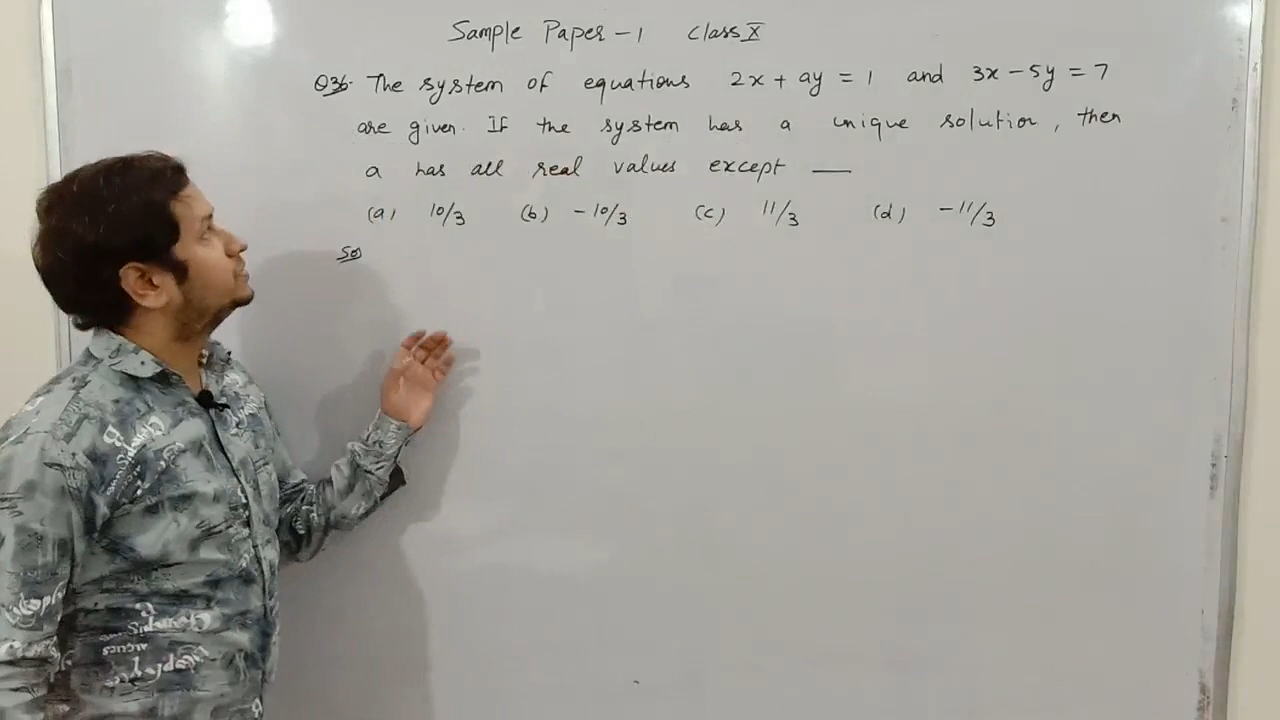 Sample Paper - 1 Class X
Q36. The system of equations 2x + ay = 1 and 3x - 5y = 7
are given. If the system has a unique solution, then
a has all real values except __
(a) 10/3 (b) -10/3 (c) 11/3 (d) -11/3
Sol